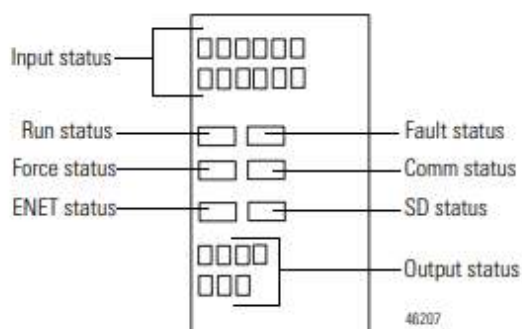 Input status
Run status
Fault status
Force status
Comm status
ENET status
SD status
Output status
46207